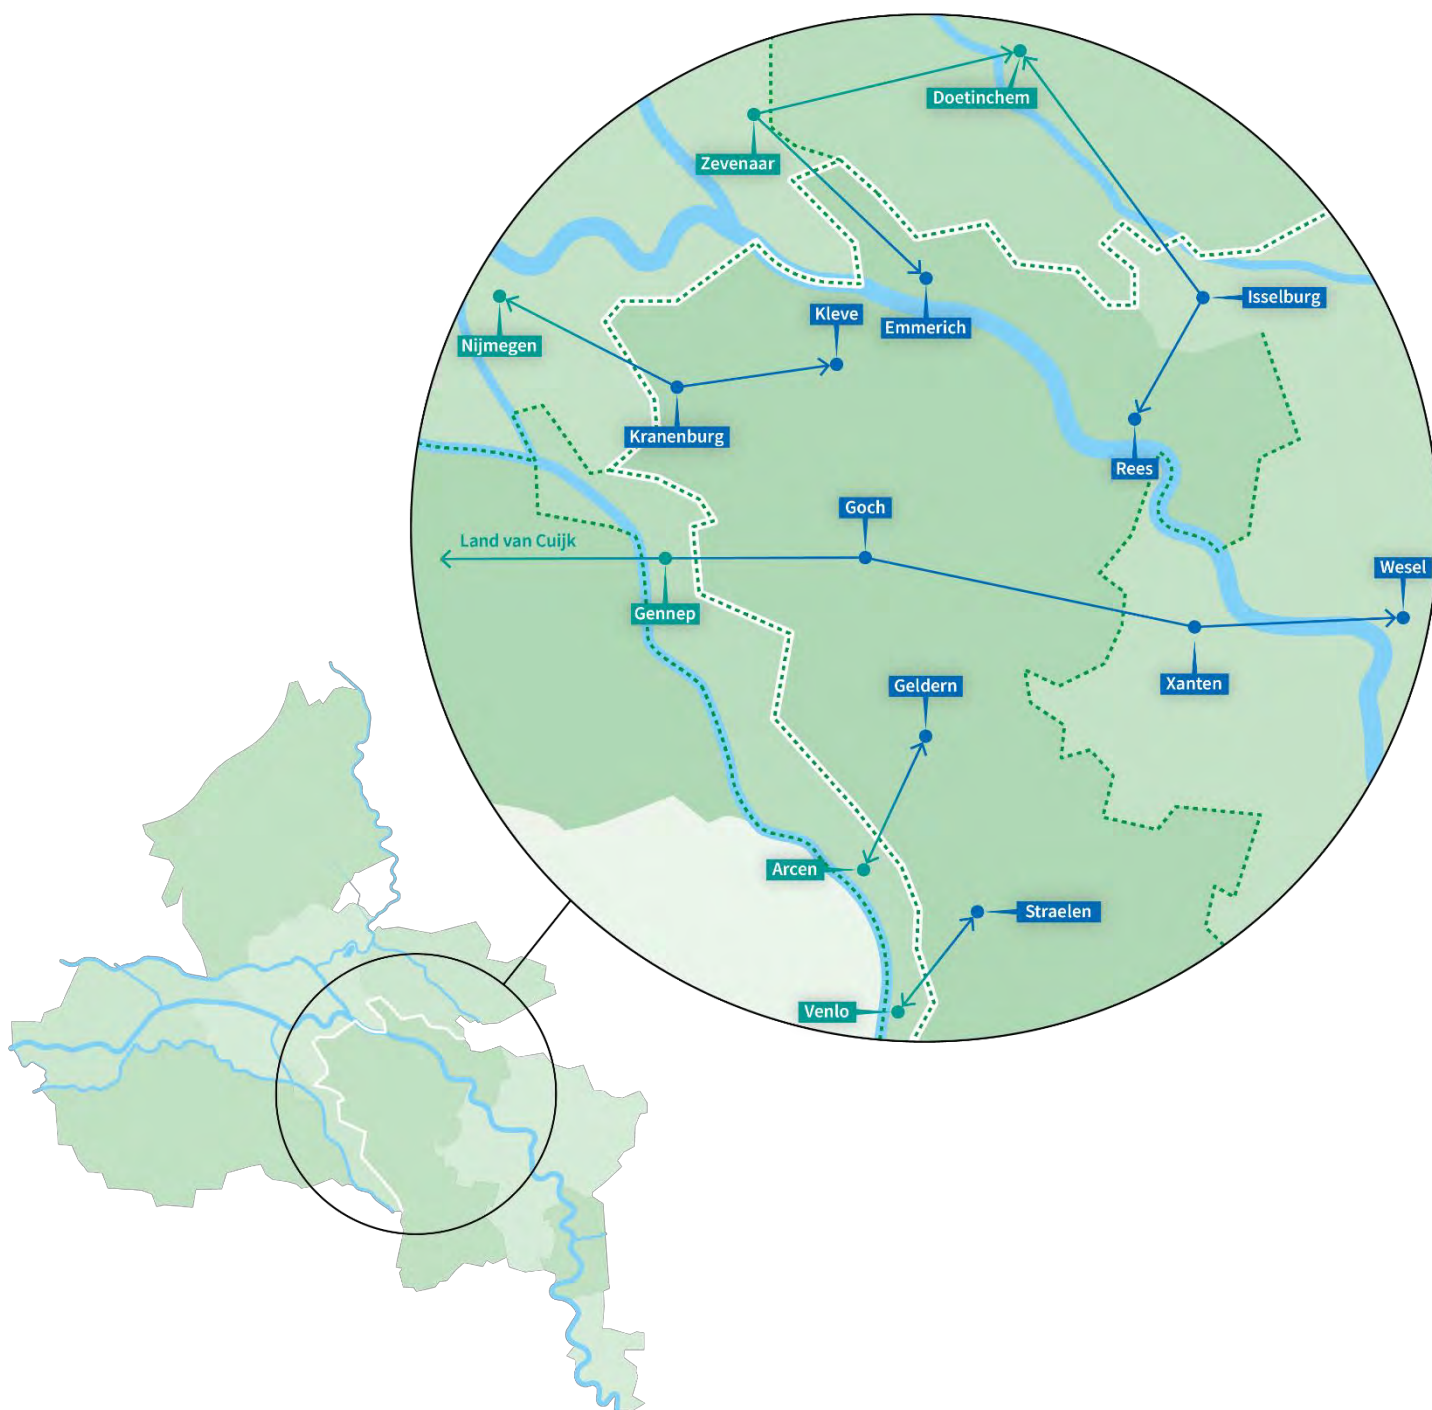 Doetinchem
Zevenaar
Isselburg
Kleve
Emmerich
Nijmegen
Kranenburg
Rees
Goch
Land van Cuijk
Wesel
Gennep
Xanten
Geldern
Arcen
Straelen
Venlo